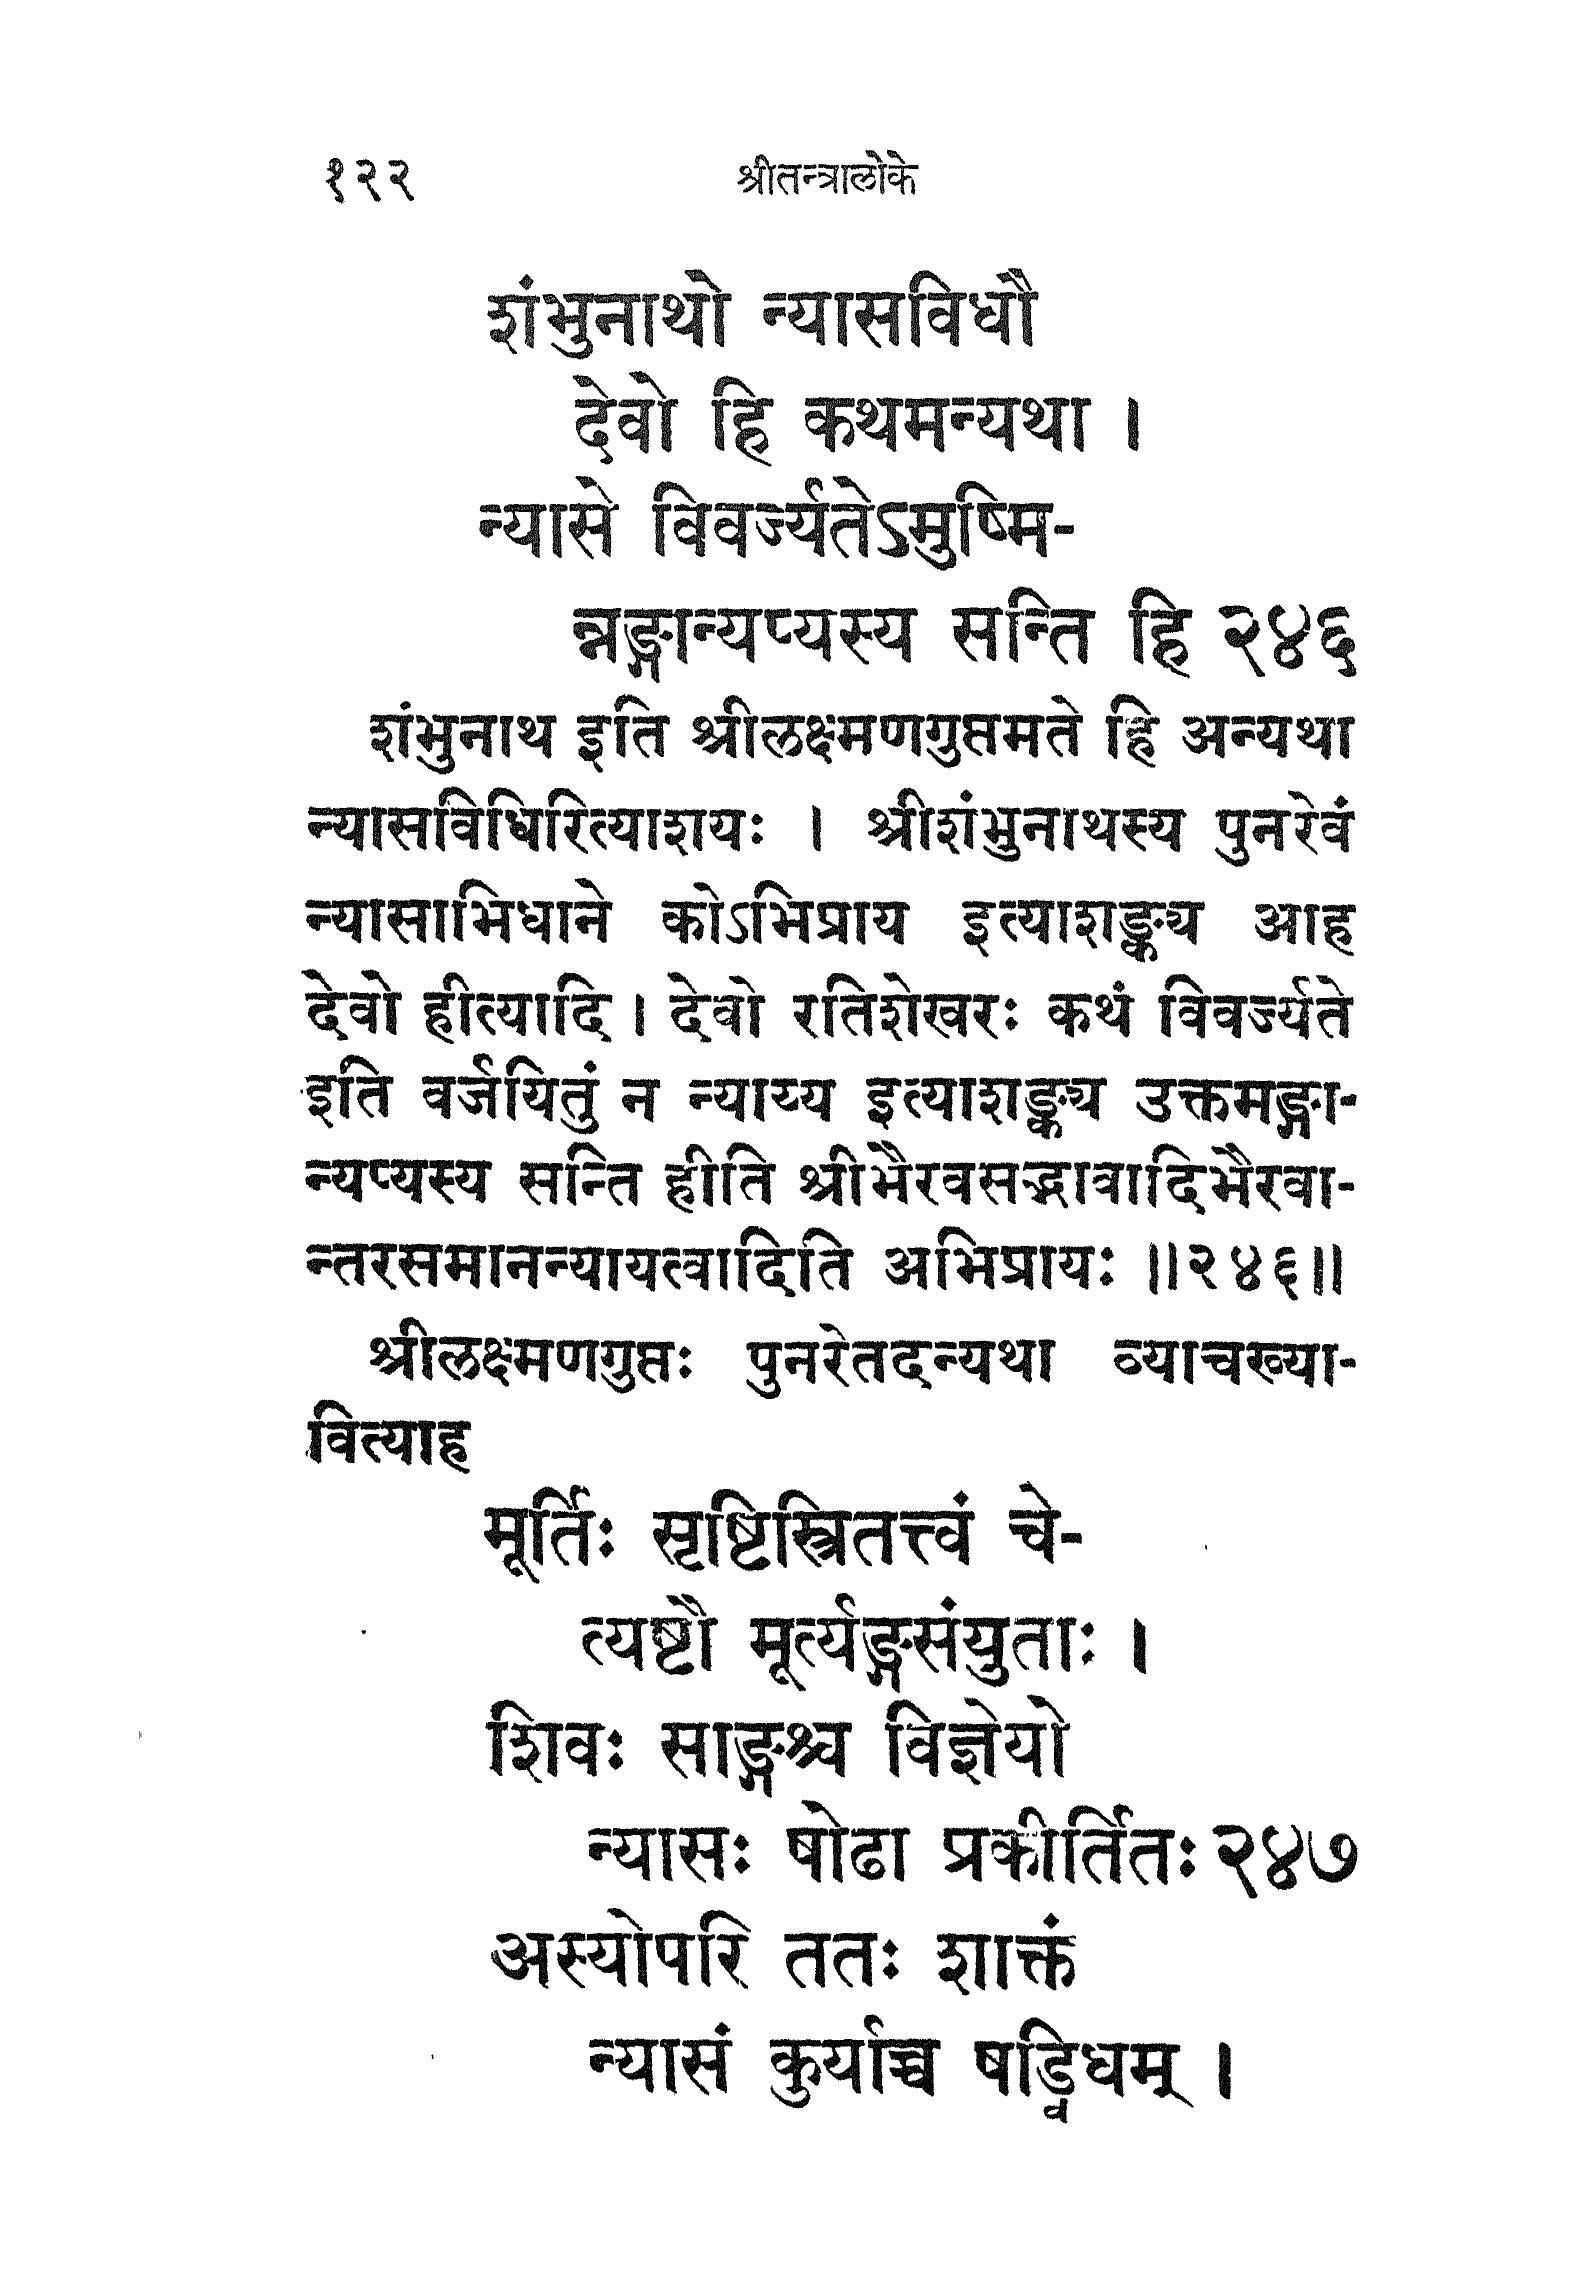 १२२ श्रीतन्त्रालोके
शंभुनाथो न्यासविधौ
देवो हि कथमन्यथा ।
न्यासे विवर्ज्यतेऽमुष्मि-
न्नङ्गान्यप्यस्य सन्ति हि २४६
शंभुनाथ इति श्रीलक्ष्मणगुप्तमते हि अन्यथा
न्यासविधिरित्याशयः । श्रीशंभुनाथस्य पुनरेवं
न्यासाभिधाने कोऽभिप्राय इत्याशङ्क्य आह
देवो हीत्यादि । देवो रतिशेखरः कथं विवर्ज्यते
इति वर्जयितुं न न्याय्य इत्याशङ्क्य उक्तमङ्गा-
न्यप्यस्य सन्ति हीति श्रीभैरवसद्भावादिभैरवा-
न्तरसमानन्यायत्वादिति अभिप्रायः ॥२४६॥
श्रीलक्ष्मणगुप्तः पुनरेतदन्यथा व्याचख्या-
वित्याह
मूर्तिः सृष्टिस्त्रितत्त्वं चे-
त्यष्टौ मूर्त्यङ्गसंयुताः ।
शिवः साङ्गश्च विज्ञेयो
न्यासः षोढा प्रकीर्तितः २४७
अस्योपरि ततः शाक्तं
न्यासं कुर्याच्च षड्विधम् ।